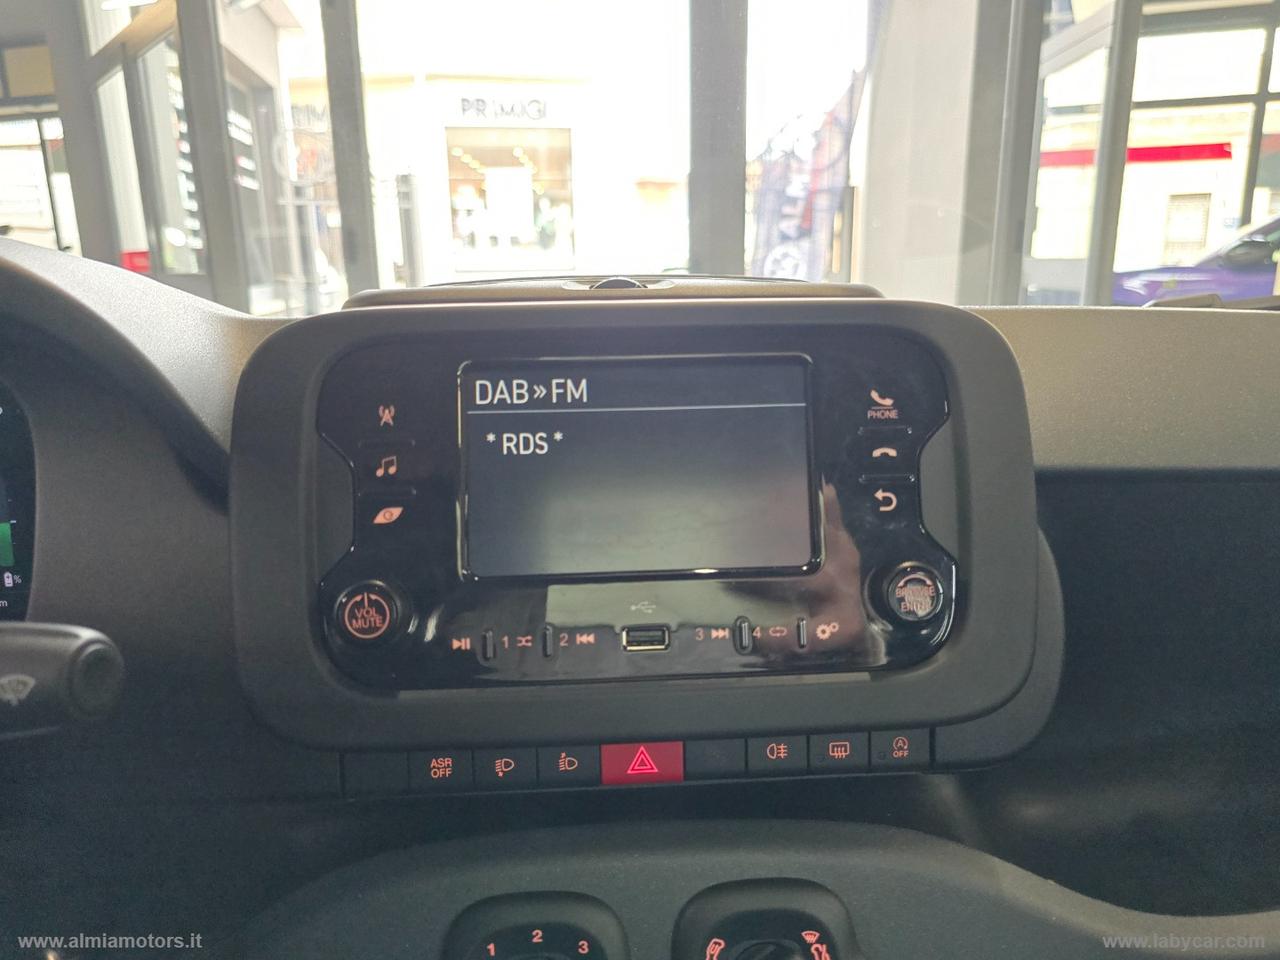 PRIMIGI
DAB»FM
*RDS*
PHONE
VOL
MUTE
BROWSE
ENTER
1
2
3
4
ASR
OFF
A
OFF
%
m
1 2 3
www.almiamotors.it
www.labycar.com